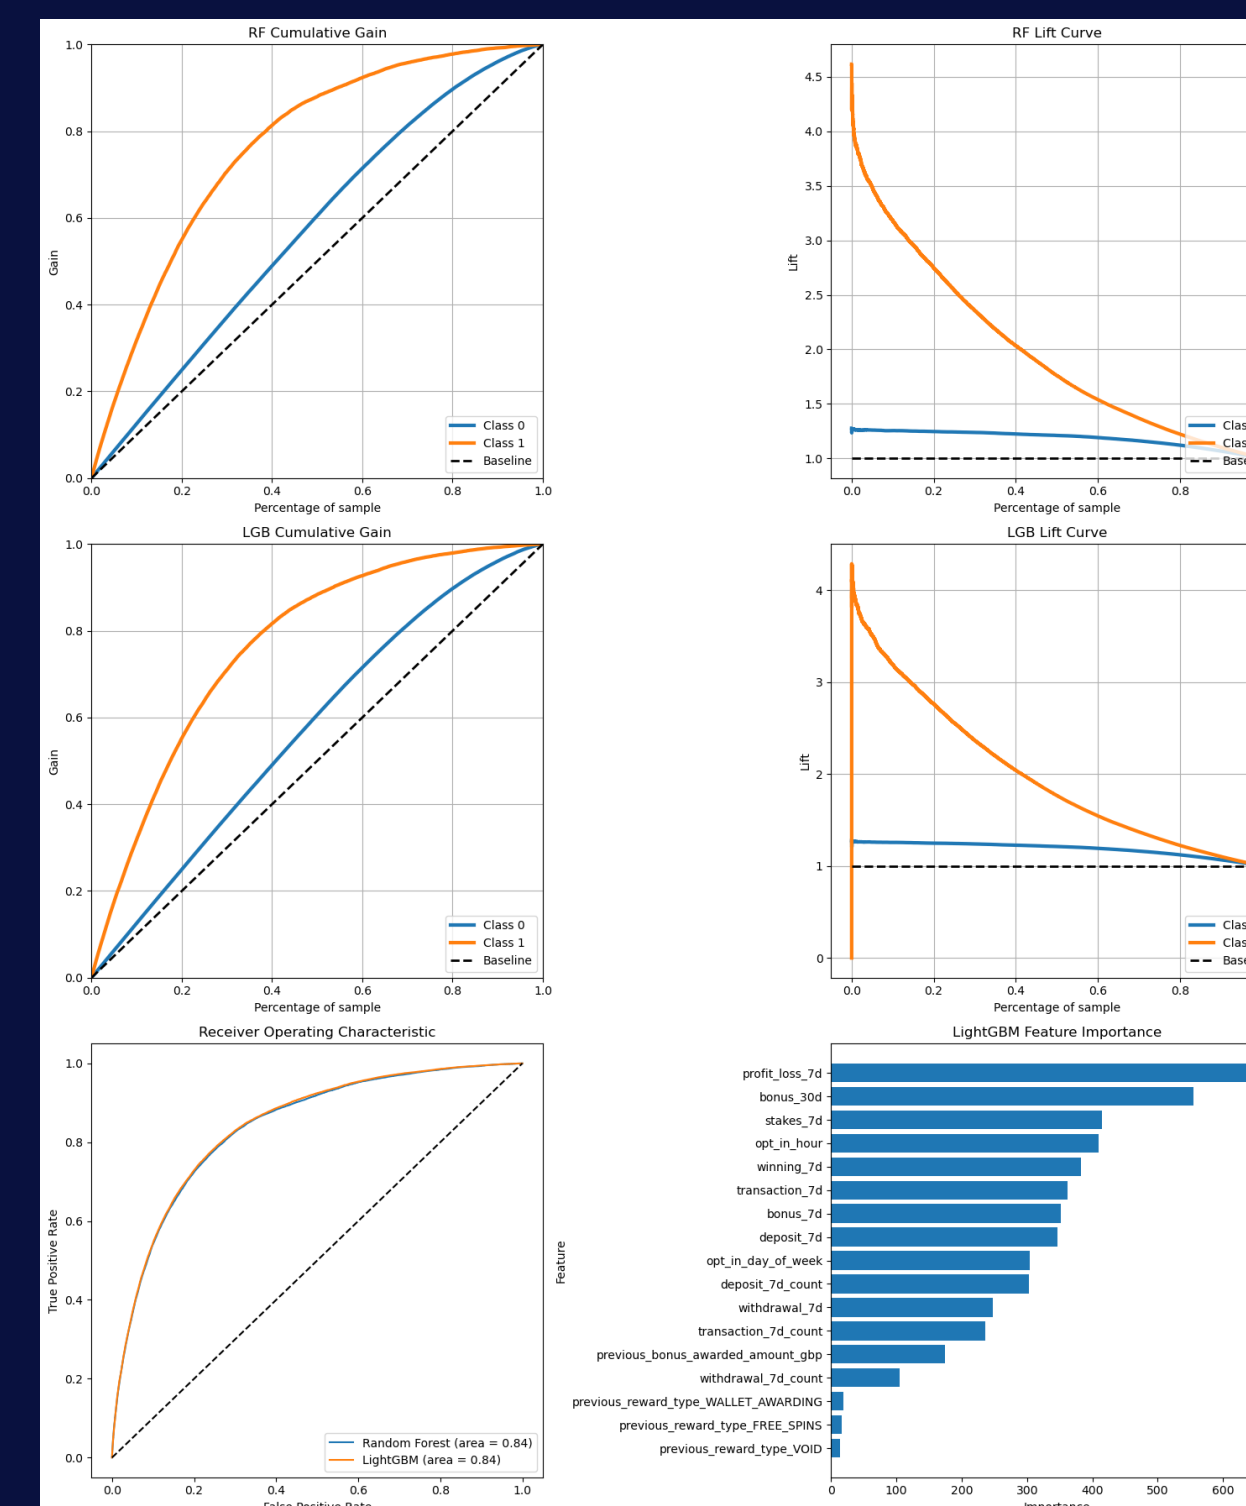 RF Cumulative Gain
1.0
0.8
0.6
0.4
0.2
0.0
Gain
Class 0
Class 1
Baseline
0.0 0.2 0.4 0.6 0.8 1.0
Percentage of sample
RF Lift Curve
4.5
4.0
3.5
3.0
2.5
2.0
1.5
1.0
Lift
Clas
Clas
Base
0.0 0.2 0.4 0.6 0.8
Percentage of sample
LGB Cumulative Gain
1.0
0.8
0.6
0.4
0.2
0.0
Gain
Class 0
Class 1
Baseline
0.0 0.2 0.4 0.6 0.8 1.0
Percentage of sample
LGB Lift Curve
4
3
2
1
0
Lift
Clas
Clas
Base
0.0 0.2 0.4 0.6 0.8
Percentage of sample
Receiver Operating Characteristic
1.0
0.8
0.6
0.4
0.2
0.0
True Positive Rate
Random Forest (area = 0.84)
LightGBM (area = 0.84)
0.0 0.2 0.4 0.6 0.8 1.0
False Positive Rate
LightGBM Feature Importance
Feature
profit_loss_7d
bonus_30d
stakes_7d
opt_in_hour
winning_7d
transaction_7d
bonus_7d
deposit_7d
opt_in_day_of_week
deposit_7d_count
withdrawal_7d
transaction_7d_count
previous_bonus_awarded_amount_gbp
withdrawal_7d_count
previous_reward_type_WALLET_AWARDING
previous_reward_type_FREE_SPINS
previous_reward_type_VOID
0 100 200 300 400 500 600
Importance